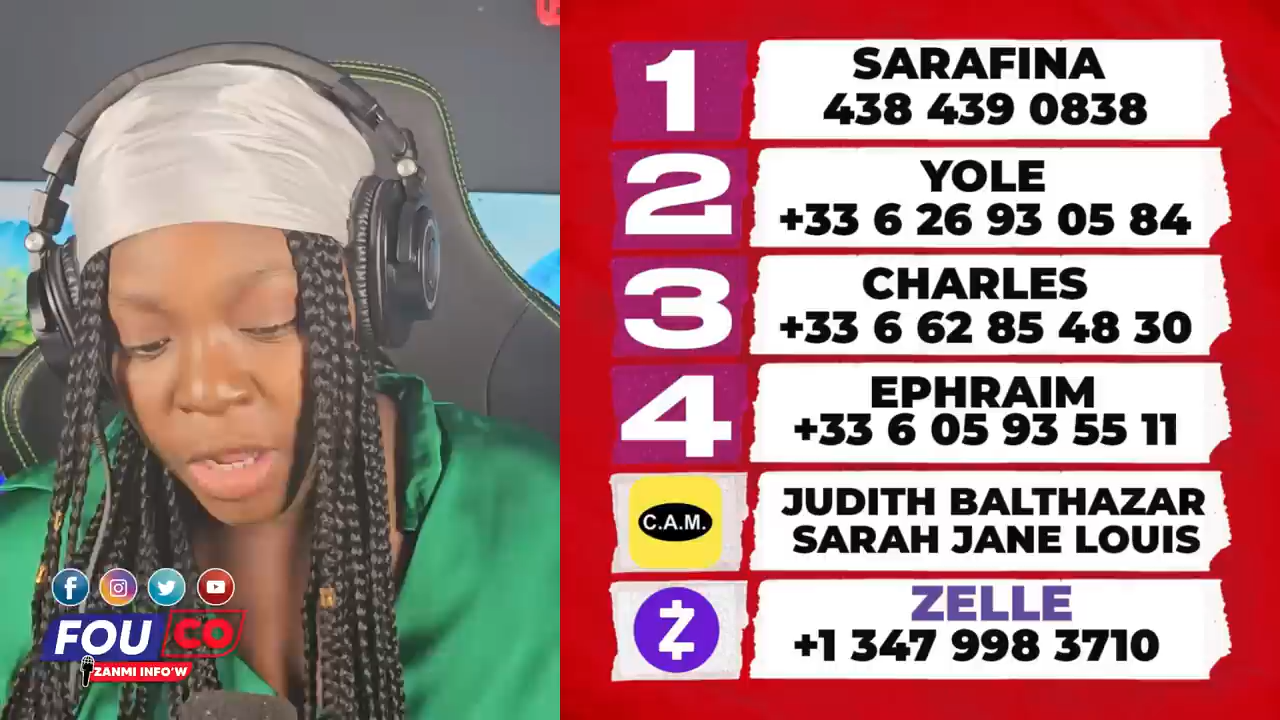 FOU CO
ZANMI INFO'W
1
SARAFINA
438 439 0838
2
YOLE
+33 6 26 93 05 84
3
CHARLES
+33 6 62 85 48 30
4
EPHRAIM
+33 6 05 93 55 11
C.A.M.
JUDITH BALTHAZAR
SARAH JANE LOUIS
ZELLE
+1 347 998 3710